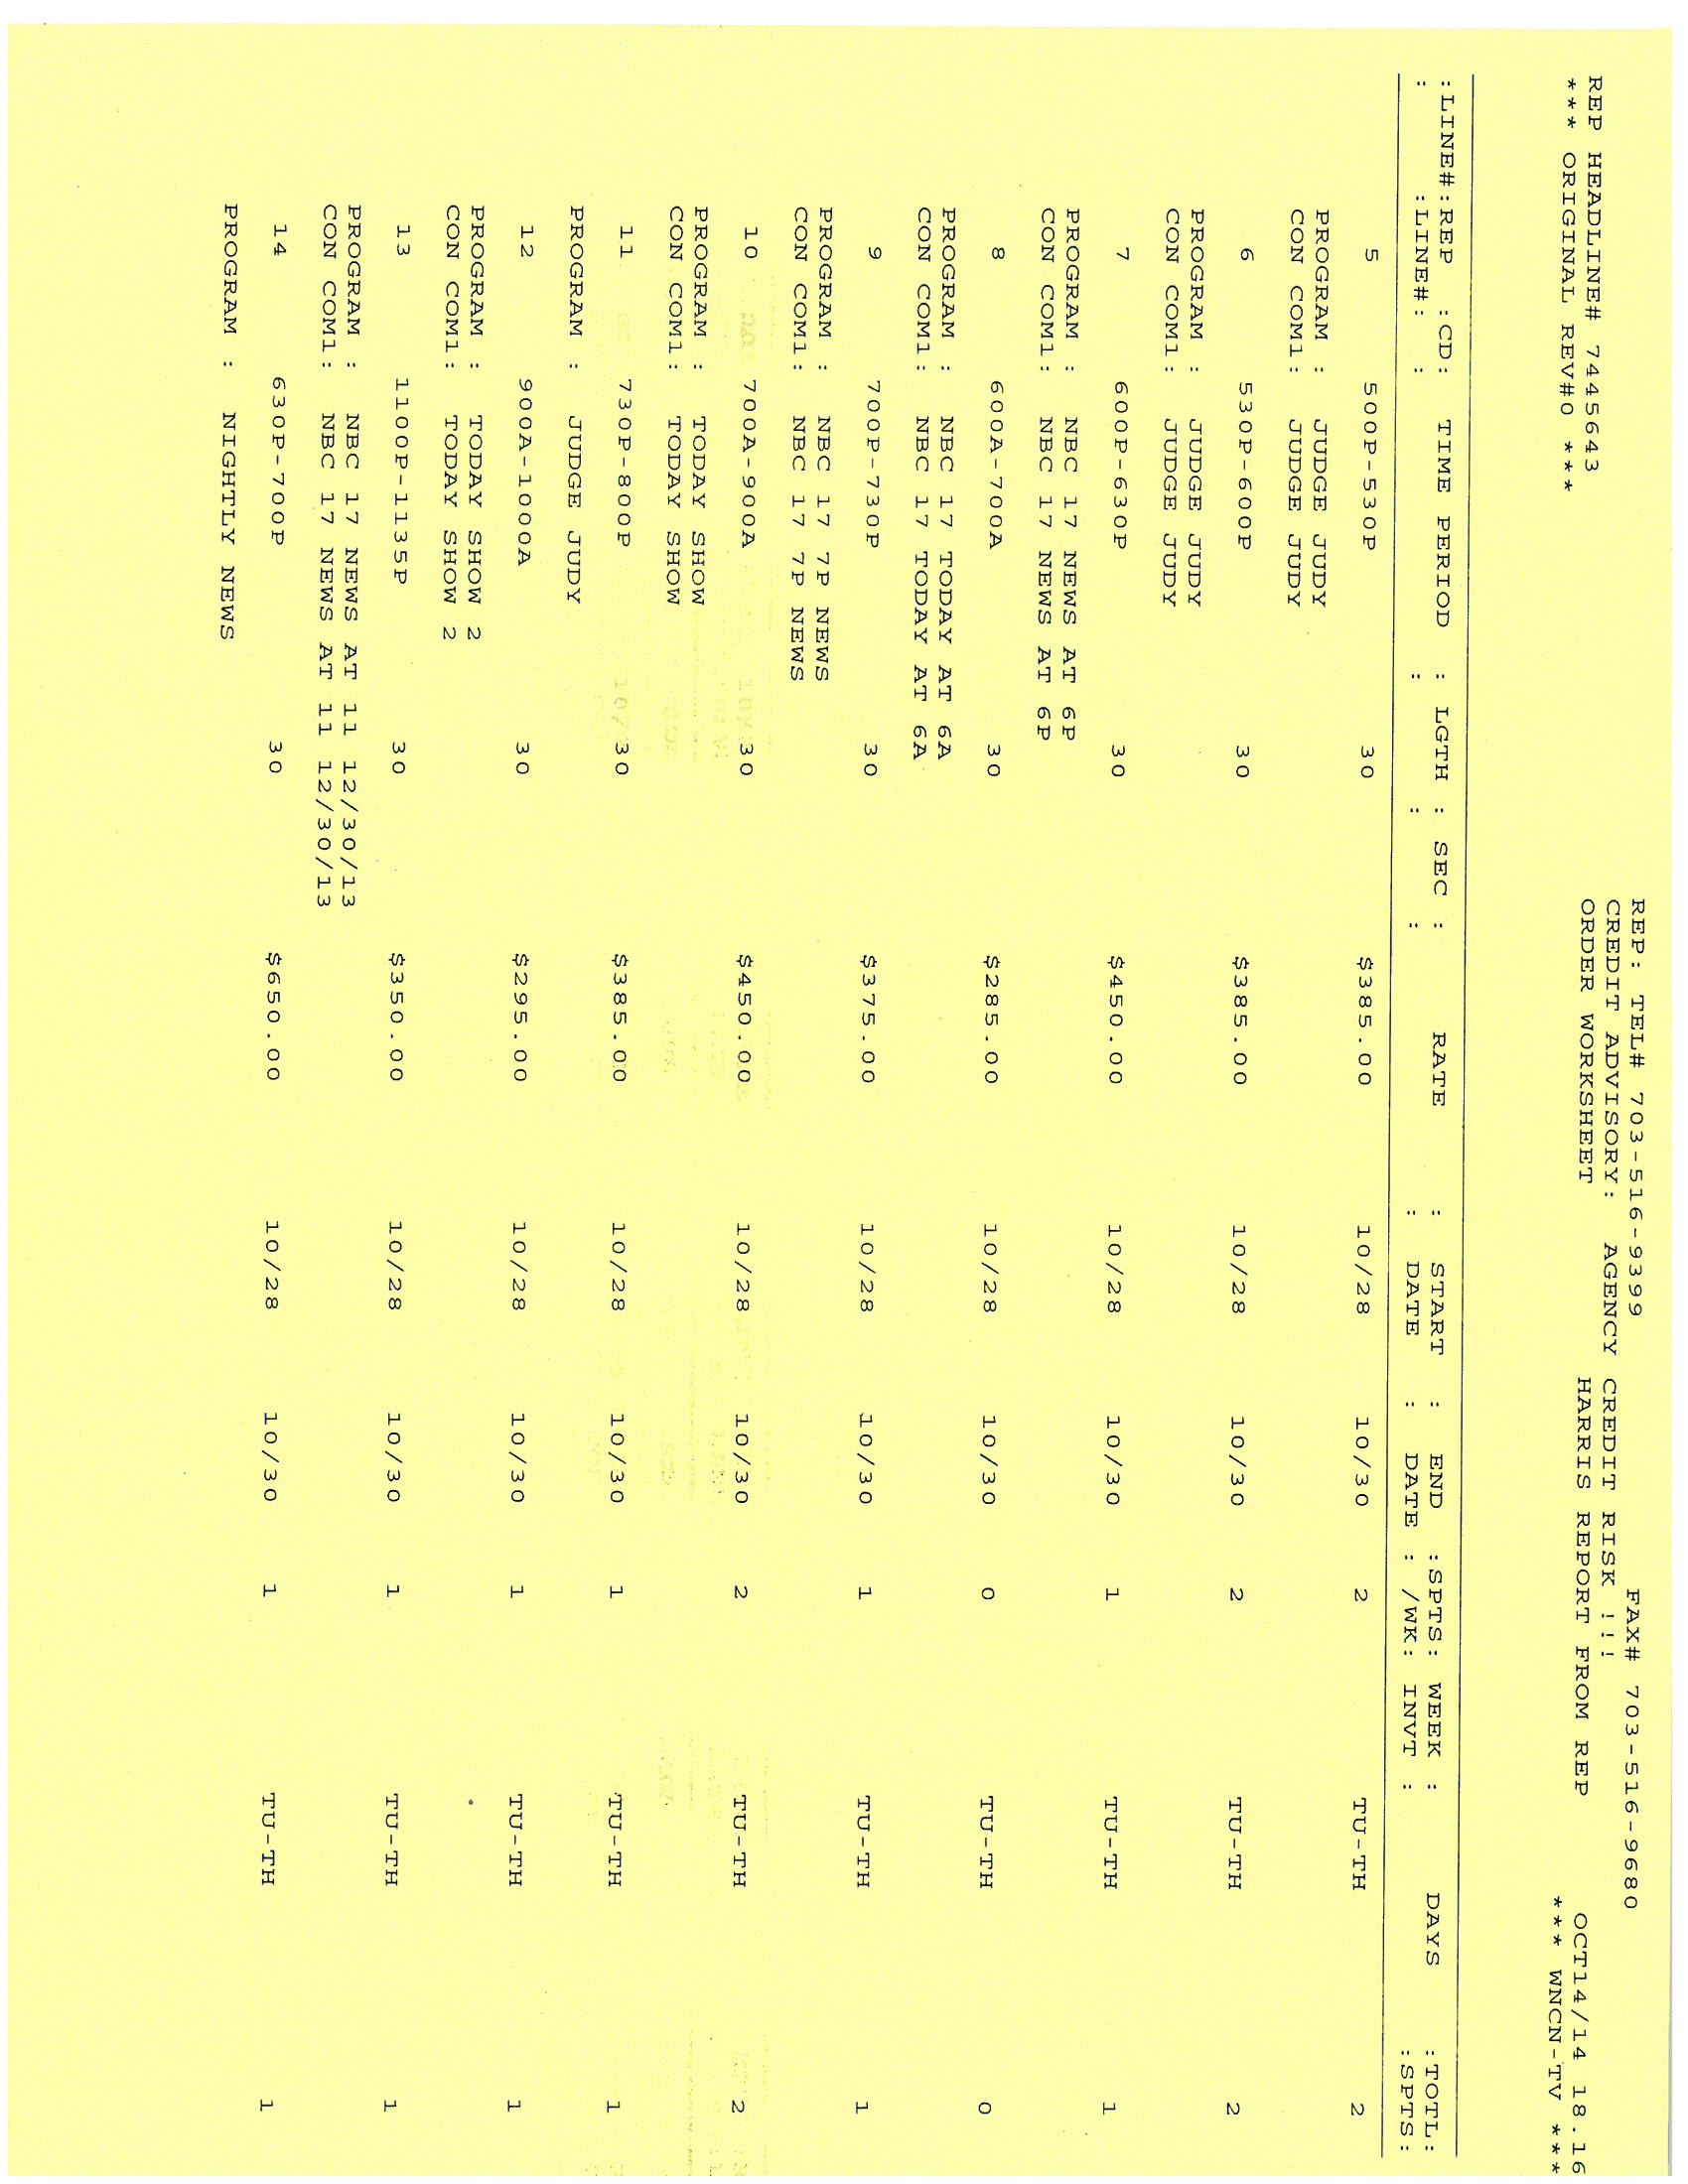 REP: TEL# 703-516-9399 FAX# 703-516-9680
CREDIT ADVISORY: AGENCY CREDIT RISK !!!
REP HEADLINE# 7445643 ORDER WORKSHEET HARRIS REPORT FROM REP OCT14/14 18.16
*** ORIGINAL REV#0 *** *** WNCN-TV ***
:LINE#:REP :CD: TIME PERIOD : LGTH : SEC : RATE : START : END :SPTS: WEEK : DAYS :TOTL:
: :LINE#: : : : : DATE : DATE : /WK: INVT : :SPTS:
5 500P-530P 30 $385.00 10/28 10/30 2 TU-TH 2
PROGRAM : JUDGE JUDY
CON COM1: JUDGE JUDY
6 530P-600P 30 $385.00 10/28 10/30 2 TU-TH 2
PROGRAM : JUDGE JUDY
CON COM1: JUDGE JUDY
7 600P-630P 30 $450.00 10/28 10/30 1 TU-TH 1
PROGRAM : NBC 17 NEWS AT 6P
CON COM1: NBC 17 NEWS AT 6P
8 600A-700A 30 $285.00 10/28 10/30 0 TU-TH 0
PROGRAM : NBC 17 TODAY AT 6A
CON COM1: NBC 17 TODAY AT 6A
9 700P-730P 30 $375.00 10/28 10/30 1 TU-TH 1
PROGRAM : NBC 17 7P NEWS
CON COM1: NBC 17 7P NEWS
10 700A-900A 30 $450.00 10/28 10/30 2 TU-TH 2
PROGRAM : TODAY SHOW
CON COM1: TODAY SHOW
11 730P-800P 30 $385.00 10/28 10/30 1 TU-TH 1
PROGRAM : JUDGE JUDY
12 900A-1000A 30 $295.00 10/28 10/30 1 TU-TH 1
PROGRAM : TODAY SHOW 2
CON COM1: TODAY SHOW 2
13 1100P-1135P 30 $350.00 10/28 10/30 1 TU-TH 1
PROGRAM : NBC 17 NEWS AT 11 12/30/13
CON COM1: NBC 17 NEWS AT 11 12/30/13
14 630P-700P 30 $650.00 10/28 10/30 1 TU-TH 1
PROGRAM : NIGHTLY NEWS